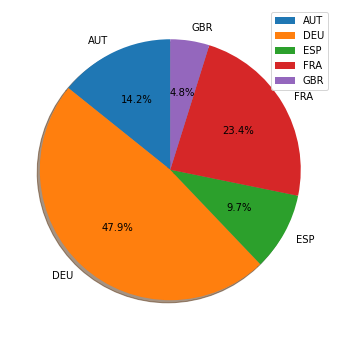 GBR
AUT
DEU
ESP
FRA
GBR
AUT
FRA
4.8%
14.2%
23.4%
9.7%
47.9%
ESP
DEU